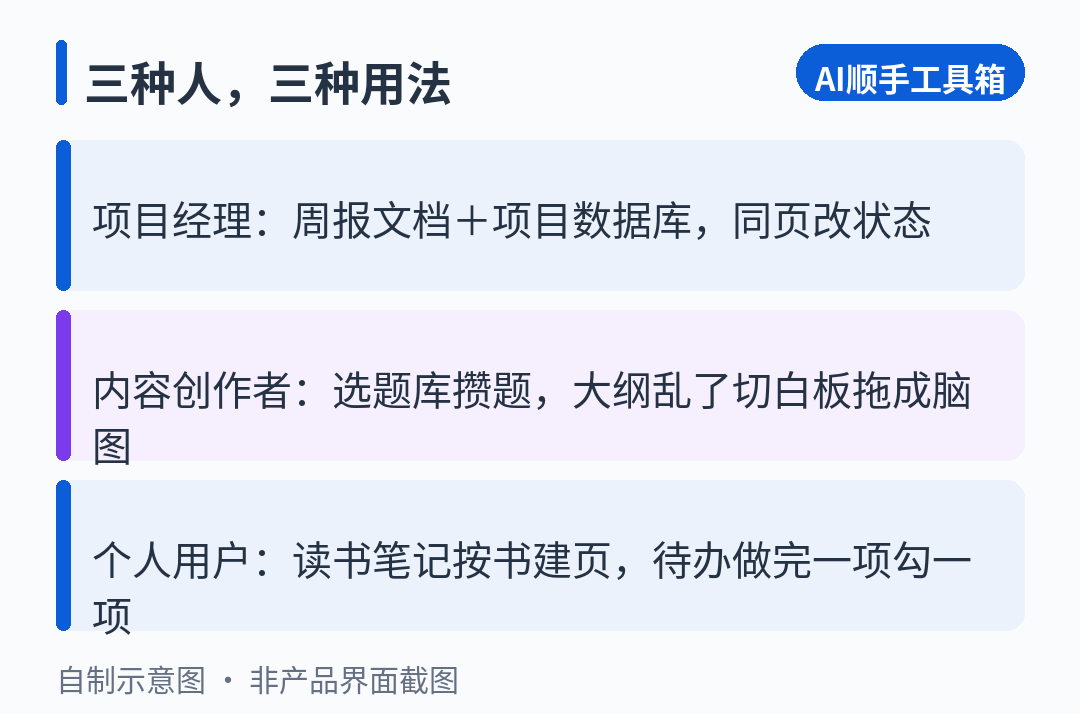 三种人，三种用法
AI顺手工具箱
项目经理：周报文档＋项目数据库，同页改状态
内容创作者：选题库攒题，大纲乱了切白板拖成脑
图
个人用户：读书笔记按书建页，待办做完一项勾一
项
自制示意图 · 非产品界面截图